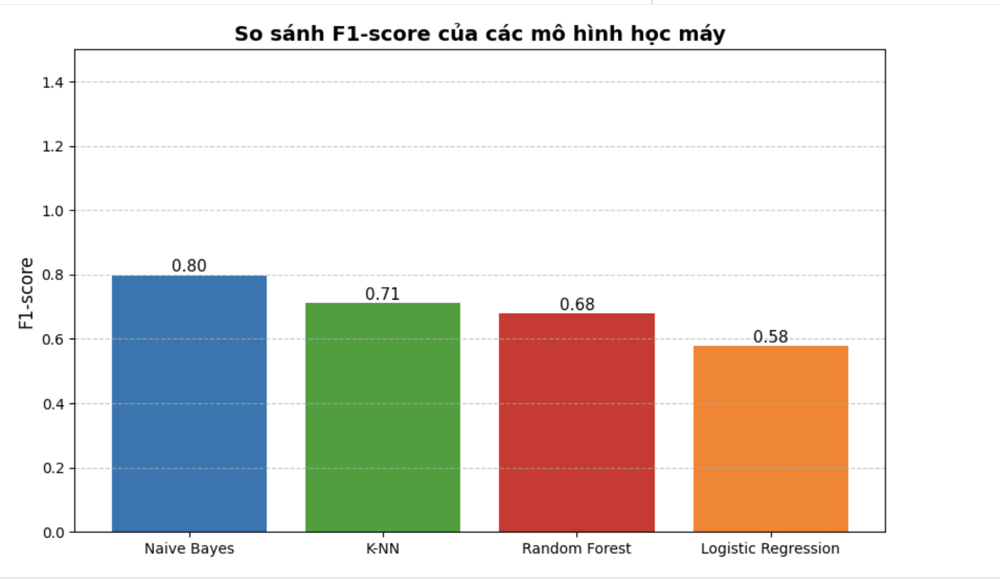 So sánh F1-score của các mô hình học máy
1.4
1.2
1.0
0.8
0.6
0.4
0.2
0.0
F1-score
0.80
0.71
0.68
0.58
Naive Bayes
K-NN
Random Forest
Logistic Regression